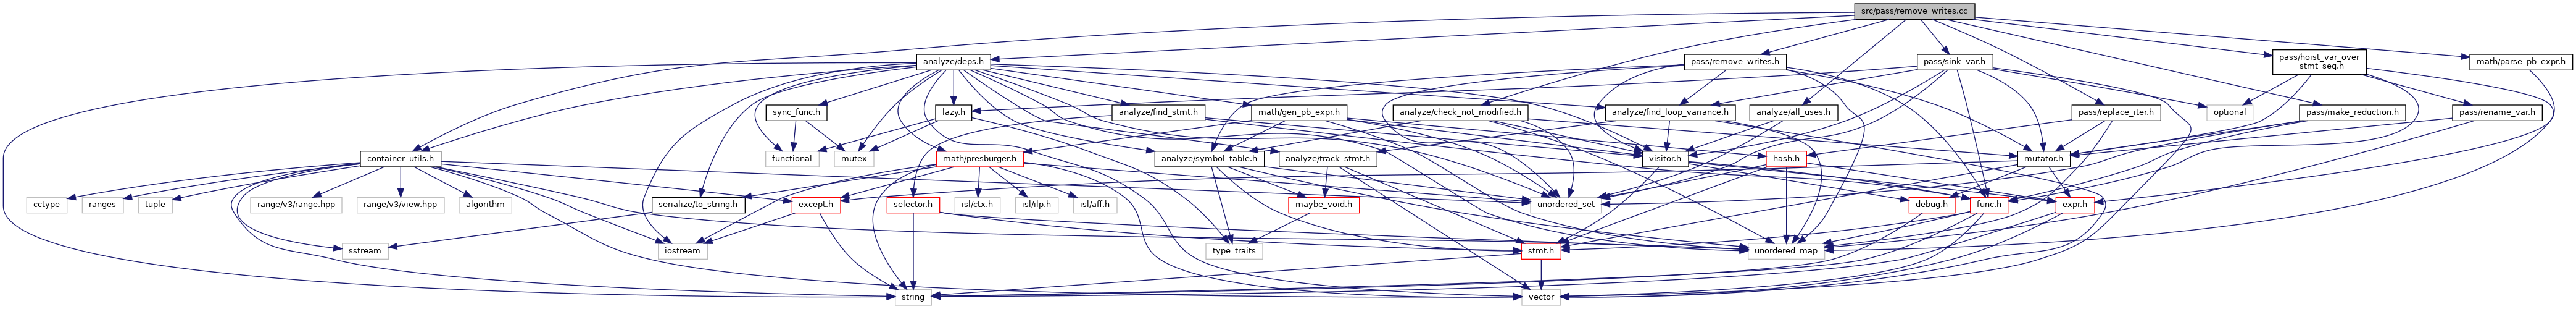 src/pass/remove_writes.cc
analyze/deps.h
pass/remove_writes.h
pass/sink_var.h
pass/hoist_var_over
_stmt_seq.h
math/parse_pb_expr.h
sync_func.h
lazy.h
analyze/find_stmt.h
math/gen_pb_expr.h
analyze/check_not_modified.h
analyze/find_loop_variance.h
analyze/all_uses.h
pass/replace_iter.h
optional
pass/make_reduction.h
pass/rename_var.h
container_utils.h
functional
mutex
math/presburger.h
analyze/symbol_table.h
analyze/track_stmt.h
visitor.h
hash.h
mutator.h
cctype
ranges
tuple
range/v3/range.hpp
range/v3/view.hpp
algorithm
serialize/to_string.h
except.h
selector.h
isl/ctx.h
isl/ilp.h
isl/aff.h
maybe_void.h
unordered_set
debug.h
func.h
expr.h
sstream
iostream
type_traits
stmt.h
unordered_map
string
vector